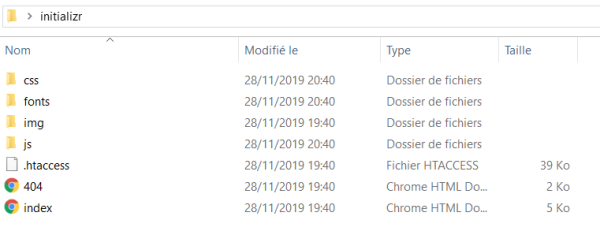 initializr
Nom Modifié le Type Taille
css 28/11/2019 20:40 Dossier de fichiers
fonts 28/11/2019 20:40 Dossier de fichiers
img 28/11/2019 19:40 Dossier de fichiers
js 28/11/2019 20:40 Dossier de fichiers
.htaccess 28/11/2019 19:40 Fichier HTACCESS 39 Ko
404 28/11/2019 19:40 Chrome HTML Do... 2 Ko
index 28/11/2019 19:40 Chrome HTML Do... 5 Ko